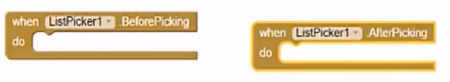 when ListPicker1 .BeforePicking
do
when ListPicker1 .AfterPicking
do